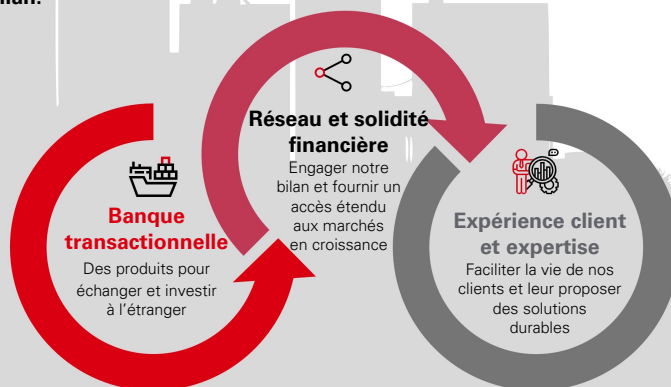 Réseau et solidité
financière
Engager notre
bilan et fournir un
accès étendu
aux marchés
en croissance
Banque
transactionnelle
Des produits pour
échanger et investir
à l'étranger
Expérience client
et expertise
Faciliter la vie de nos
clients et leur proposer
des solutions
durables